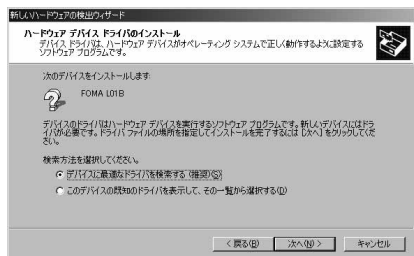 新しいハードウェアの検出ウィザード
ハードウェア デバイス ドライバのインストール
デバイス ドライバは、ハードウェア デバイスがオペレーティング システムで正しく動作するように設定する
ソフトウェア プログラムです。
次のデバイスをインストールします:
FOMA L01B
デバイスのドライバはハードウェア デバイスを実行するソフトウェア プログラムです。新しいデバイスにはドラ
イバが必要です。ドライバ ファイルの場所を指定してインストールを完了するには [次へ] をクリックしてくだ
さい。
検索方法を選択してください。
デバイスに最適なドライバを検索する (推奨)(S)
このデバイスの既知のドライバを表示して、その一覧から選択する(D)
< 戻る(B)
次へ(N) >
キャンセル